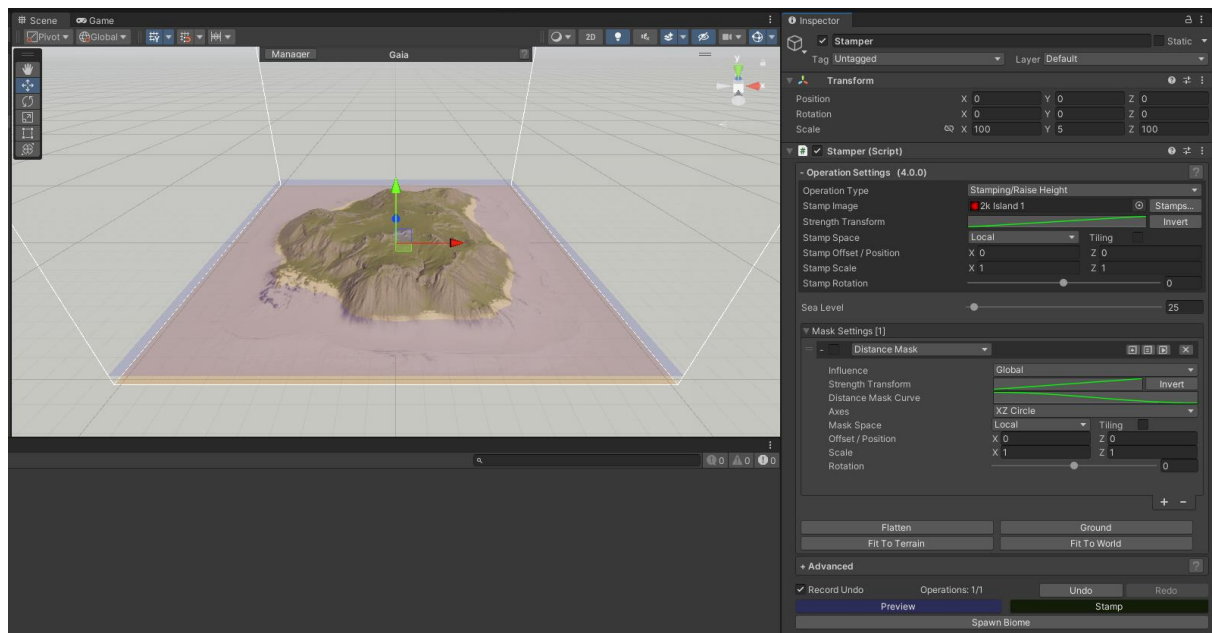 Scene Game
Pivot Global 2D
Manager Gaia ?
y
0 0 0
Inspector
Stamper Static
Tag Untagged Layer Default
Transform
Position X 0 Y 0 Z 0
Rotation X 0 Y 0 Z 0
Scale X 100 Y 5 Z 100
# Stamper (Script)
- Operation Settings (4.0.0) ?
Operation Type Stamping/Raise Height
Stamp Image 2k Island 1 Stamps...
Strength Transform Invert
Stamp Space Local Tiling
Stamp Offset / Position X 0 Z 0
Stamp Scale X 1 Z 1
Stamp Rotation 0
Sea Level 25
Mask Settings [1]
- Distance Mask
Influence Global
Strength Transform Invert
Distance Mask Curve
Axes XZ Circle
Mask Space Local Tiling
Offset / Position X 0 Z 0
Scale X 1 Z 1
Rotation 0
+ -
Flatten Ground
Fit To Terrain Fit To World
+ Advanced ?
Record Undo Operations: 1/1 Undo Redo
Preview Stamp
Spawn Biome